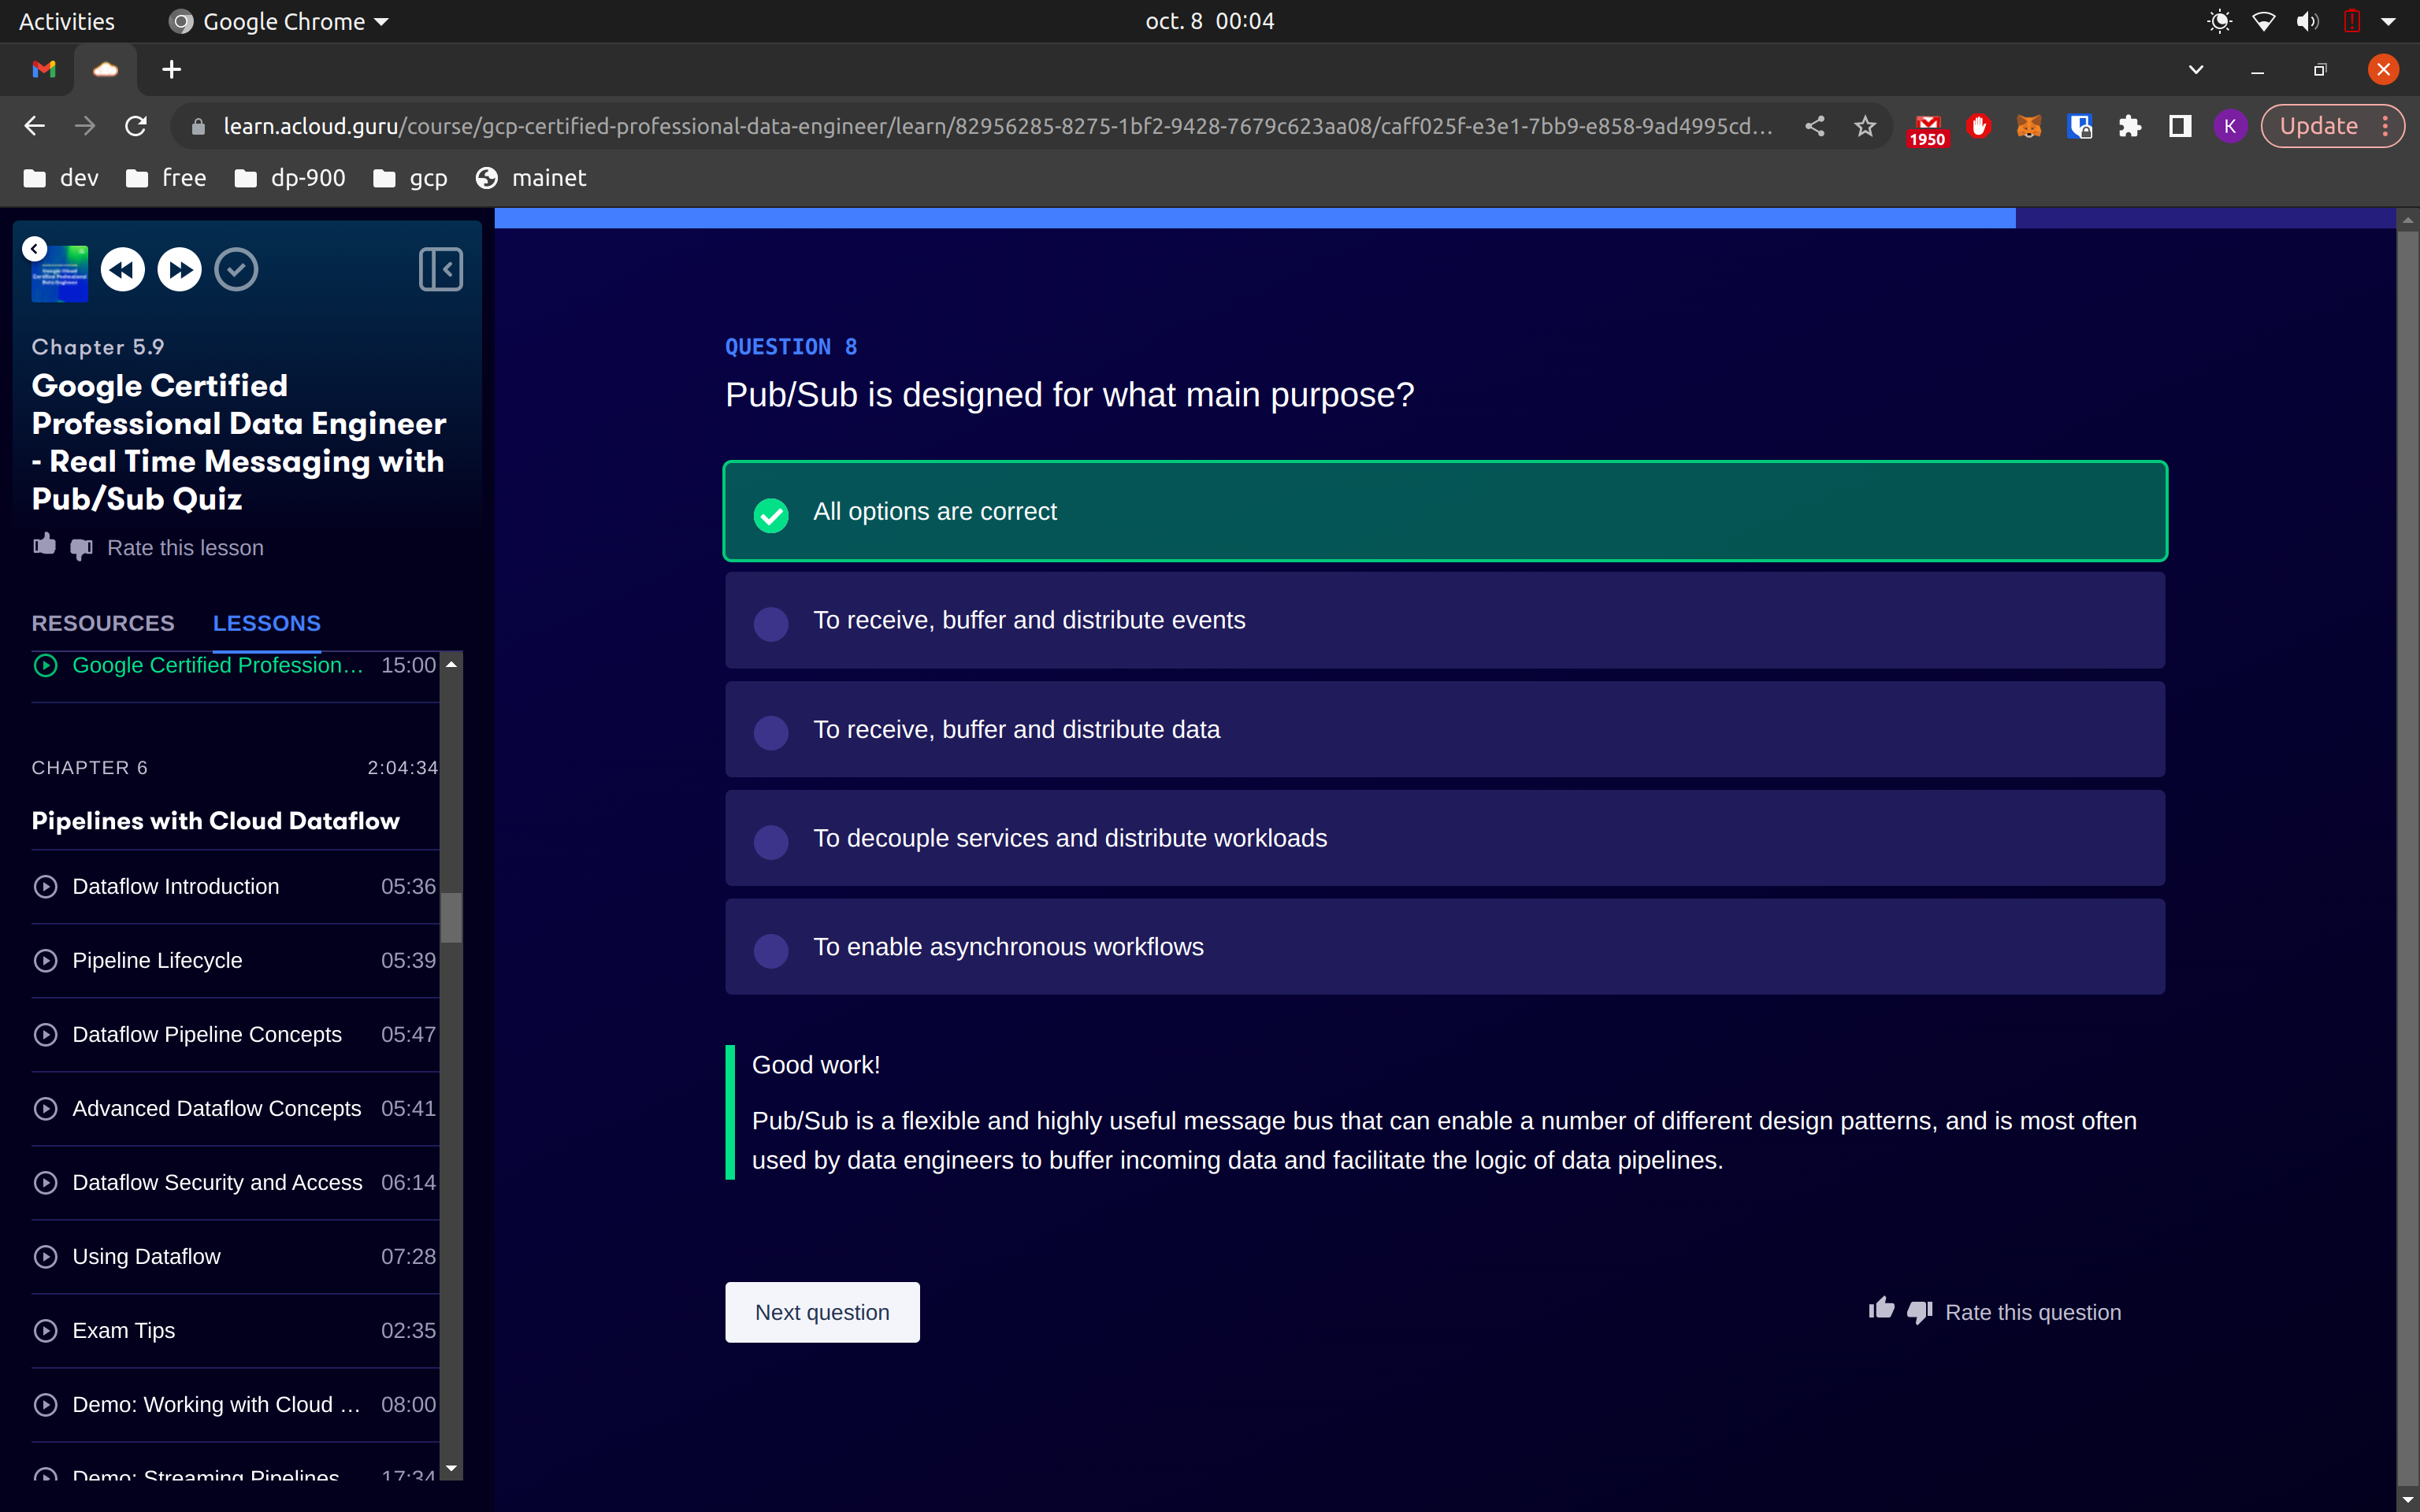 Activities
Google Chrome
oct. 8 00:04
learn.acloud.guru/course/gcp-certified-professional-data-engineer/learn/82956285-8275-1bf2-9428-7679c623aa08/caff025f-e3e1-7bb9-e858-9ad4995cd...
1950
K
Update
dev
free
dp-900
gcp
mainet
Chapter 5.9
Google Certified
Professional Data Engineer
- Real Time Messaging with
Pub/Sub Quiz
Rate this lesson
RESOURCES
LESSONS
Google Certified Profession... 15:00
CHAPTER 6 2:04:34
Pipelines with Cloud Dataflow
Dataflow Introduction 05:36
Pipeline Lifecycle 05:39
Dataflow Pipeline Concepts 05:47
Advanced Dataflow Concepts 05:41
Dataflow Security and Access 06:14
Using Dataflow 07:28
Exam Tips 02:35
Demo: Working with Cloud ... 08:00
Demo: Streaming Pipelines 17:34
QUESTION 8
Pub/Sub is designed for what main purpose?
All options are correct
To receive, buffer and distribute events
To receive, buffer and distribute data
To decouple services and distribute workloads
To enable asynchronous workflows
Good work!
Pub/Sub is a flexible and highly useful message bus that can enable a number of different design patterns, and is most often
used by data engineers to buffer incoming data and facilitate the logic of data pipelines.
Next question
Rate this question